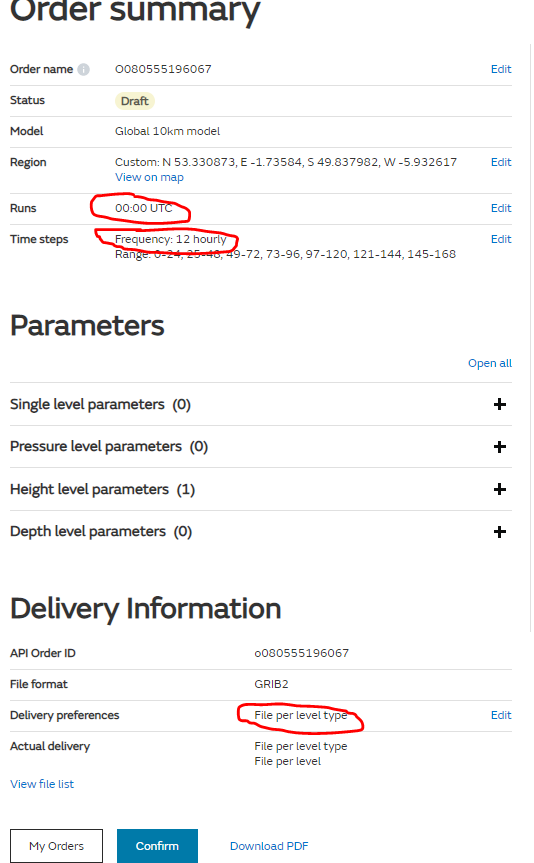 Order summary
Order name i O080555196067 Edit
Status Draft
Model Global 10km model
Region Custom: N 53.330873, E -1.73584, S 49.837982, W -5.932617 Edit
View on map
Runs 00:00 UTC Edit
Time steps Frequency: 12 hourly Edit
Range: 0-24, 25-48, 49-72, 73-96, 97-120, 121-144, 145-168
Parameters
Open all
Single level parameters (0) +
Pressure level parameters (0) +
Height level parameters (1) +
Depth level parameters (0) +
Delivery Information
API Order ID o080555196067
File format GRIB2
Delivery preferences File per level type Edit
Actual delivery File per level type
File per level
View file list
My Orders Confirm Download PDF